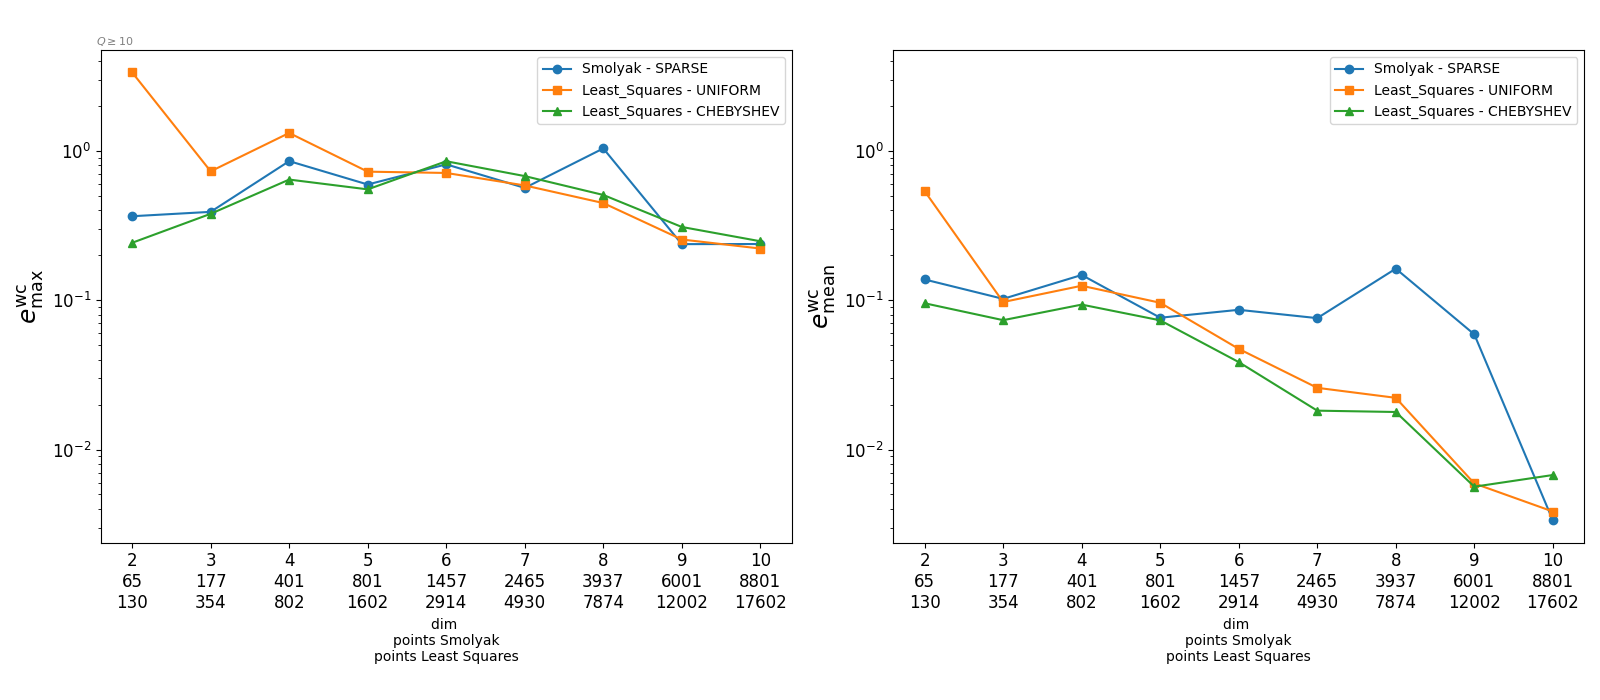 Q ≥ 10
Smolyak - SPARSE
Least_Squares - UNIFORM
Least_Squares - CHEBYSHEV
10⁰
10⁻¹
10⁻²
e^wc_max
2 3 4 5 6 7 8 9 10
65 177 401 801 1457 2465 3937 6001 8801
130 354 802 1602 2914 4930 7874 12002 17602
dim
points Smolyak
points Least Squares
Smolyak - SPARSE
Least_Squares - UNIFORM
Least_Squares - CHEBYSHEV
10⁰
10⁻¹
10⁻²
e^wc_mean
2 3 4 5 6 7 8 9 10
65 177 401 801 1457 2465 3937 6001 8801
130 354 802 1602 2914 4930 7874 12002 17602
dim
points Smolyak
points Least Squares